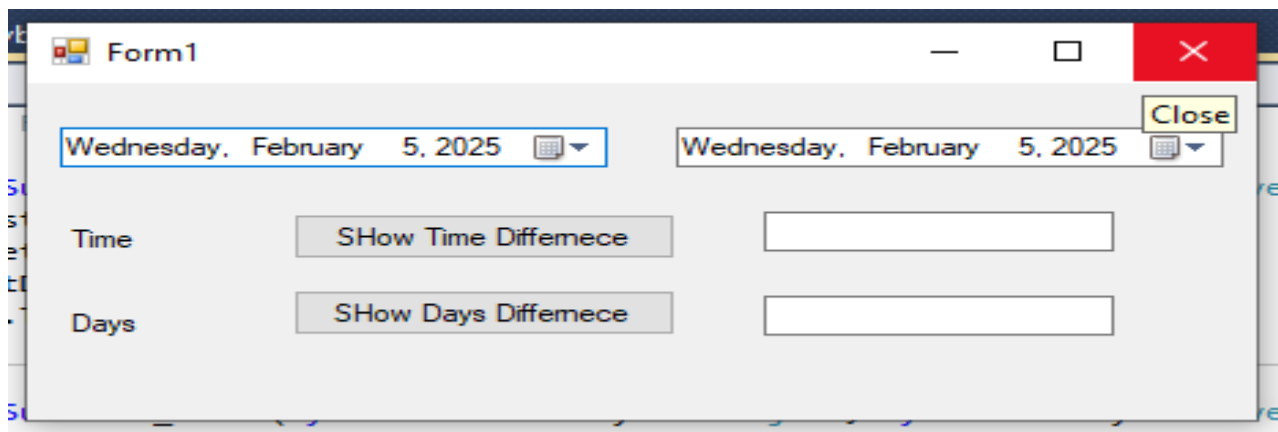 Form1
Close
Wednesday, February 5, 2025 Wednesday, February 5, 2025
Time SHow Time Differnece
Days SHow Days Differnece